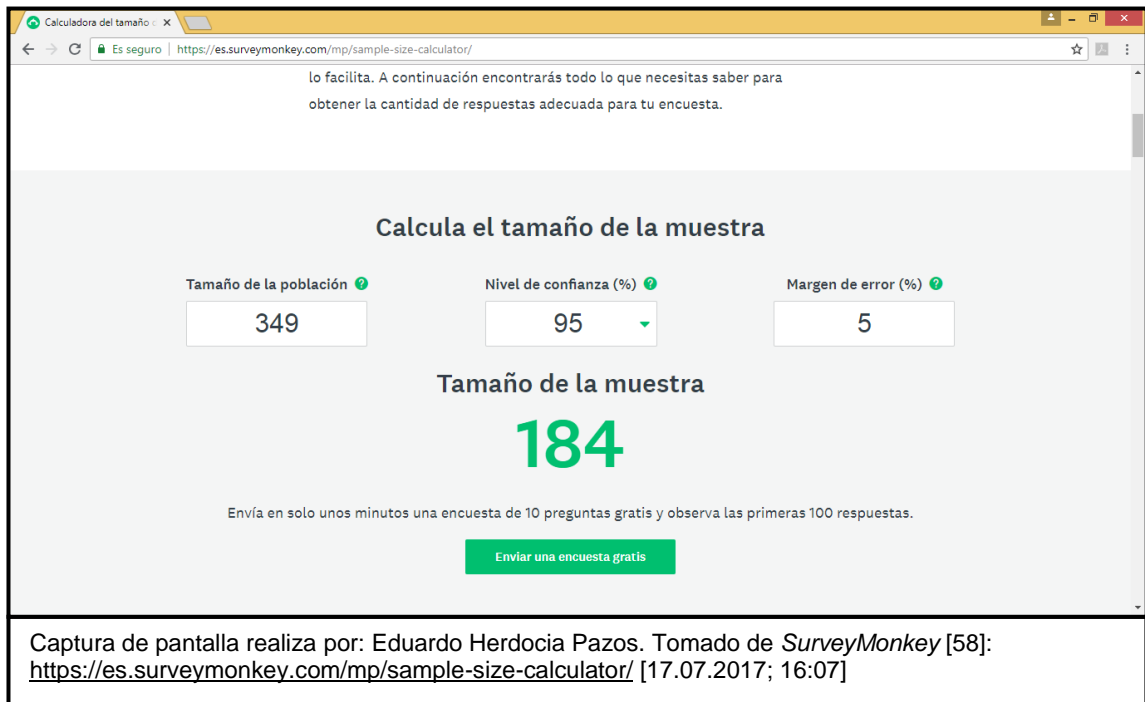 Calculadora del tamaño d
Es seguro | https://es.surveymonkey.com/mp/sample-size-calculator/
lo facilita. A continuación encontrarás todo lo que necesitas saber para
obtener la cantidad de respuestas adecuada para tu encuesta.
Calcula el tamaño de la muestra
Tamaño de la población ? Nivel de confianza (%) ? Margen de error (%) ?
349 95 5
Tamaño de la muestra
184
Envía en solo unos minutos una encuesta de 10 preguntas gratis y observa las primeras 100 respuestas.
Enviar una encuesta gratis
Captura de pantalla realiza por: Eduardo Herdocia Pazos. Tomado de SurveyMonkey [58]:
https://es.surveymonkey.com/mp/sample-size-calculator/ [17.07.2017; 16:07]